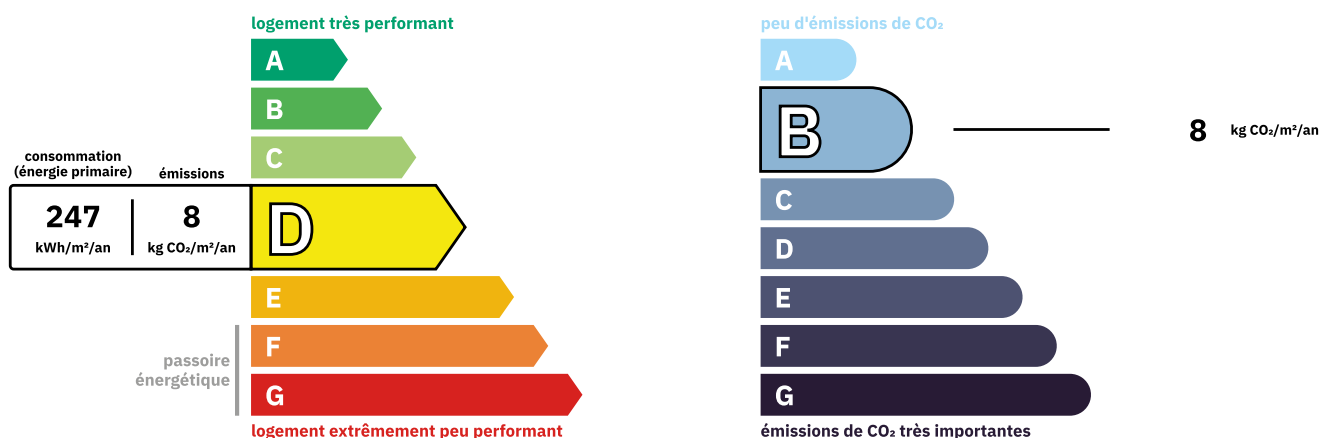 logement très performant
A
B
C
consommation
(énergie primaire)
émissions
247
kWh/m²/an
8
kg CO₂/m²/an
D
E
F
G
passoire
énergétique
logement extrêmement peu performant
peu d'émissions de CO₂
A
B
8 kg CO₂/m²/an
C
D
E
F
G
émissions de CO₂ très importantes